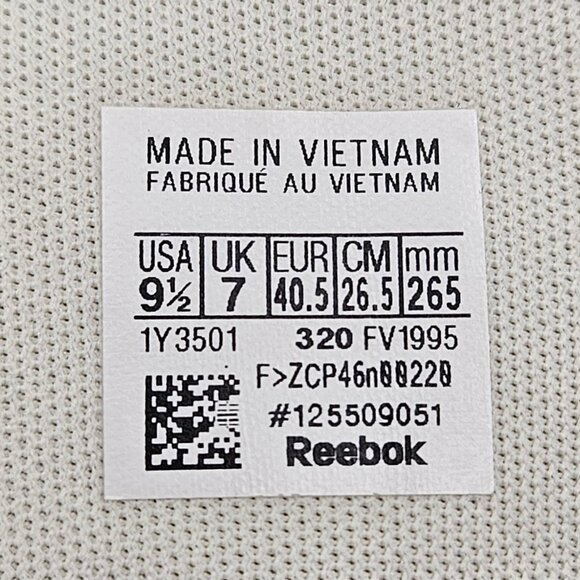 MADE IN VIETNAM
FABRIQUÉ AU VIETNAM
USA UK EUR CM mm
9½ 7 40.5 26.5 265
1Y3501 320 FV1995
F>ZCP46n00220
#125509051
Reebok